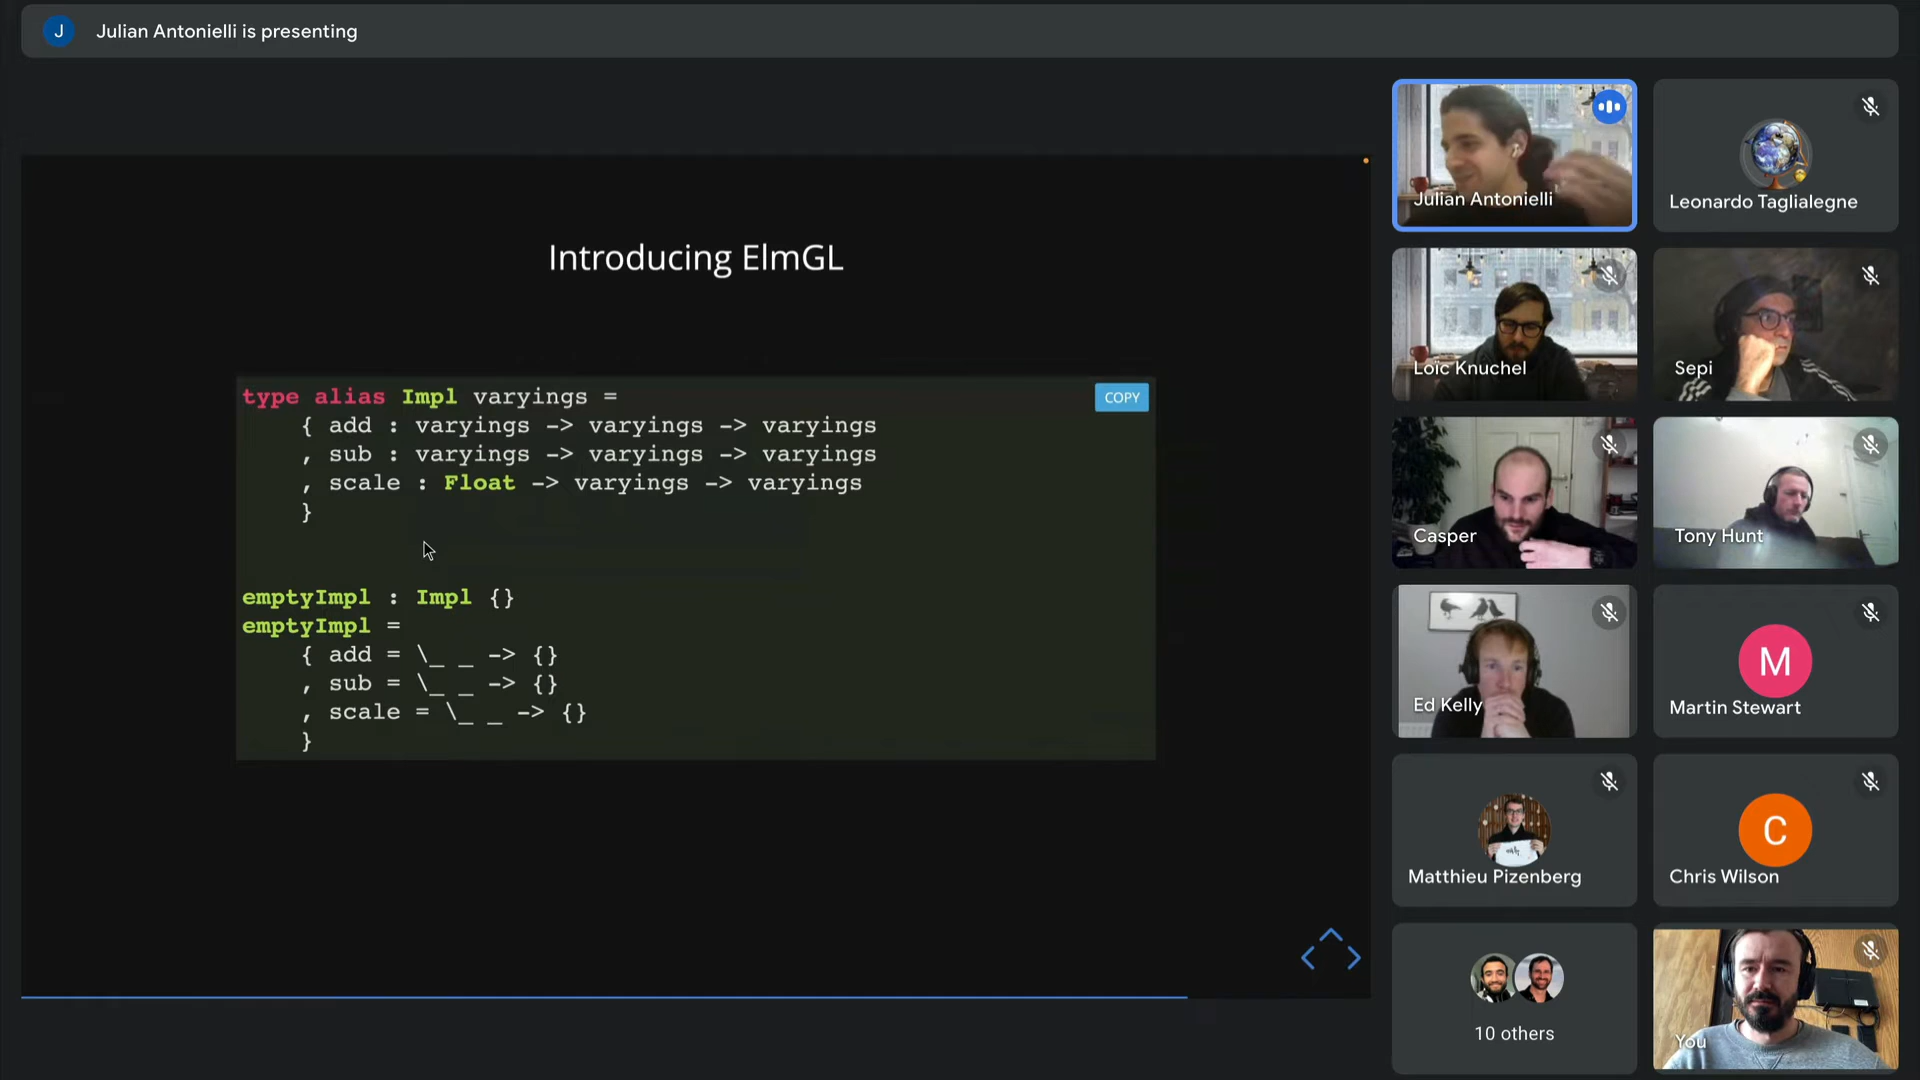 J
Julian Antonielli is presenting
Introducing ElmGL
type alias Impl varyings =
{ add : varyings -> varyings -> varyings
, sub : varyings -> varyings -> varyings
, scale : Float -> varyings -> varyings
}
COPY
emptyImpl : Impl {}
emptyImpl =
{ add = \_ _ -> {}
, sub = \_ _ -> {}
, scale = \_ _ -> {}
}
Julian Antonielli
Leonardo Taglialegne
Loïc Knuchel
Sepi
Casper
Tony Hunt
Ed Kelly
M
Martin Stewart
Matthieu Pizenberg
C
Chris Wilson
10 others
You